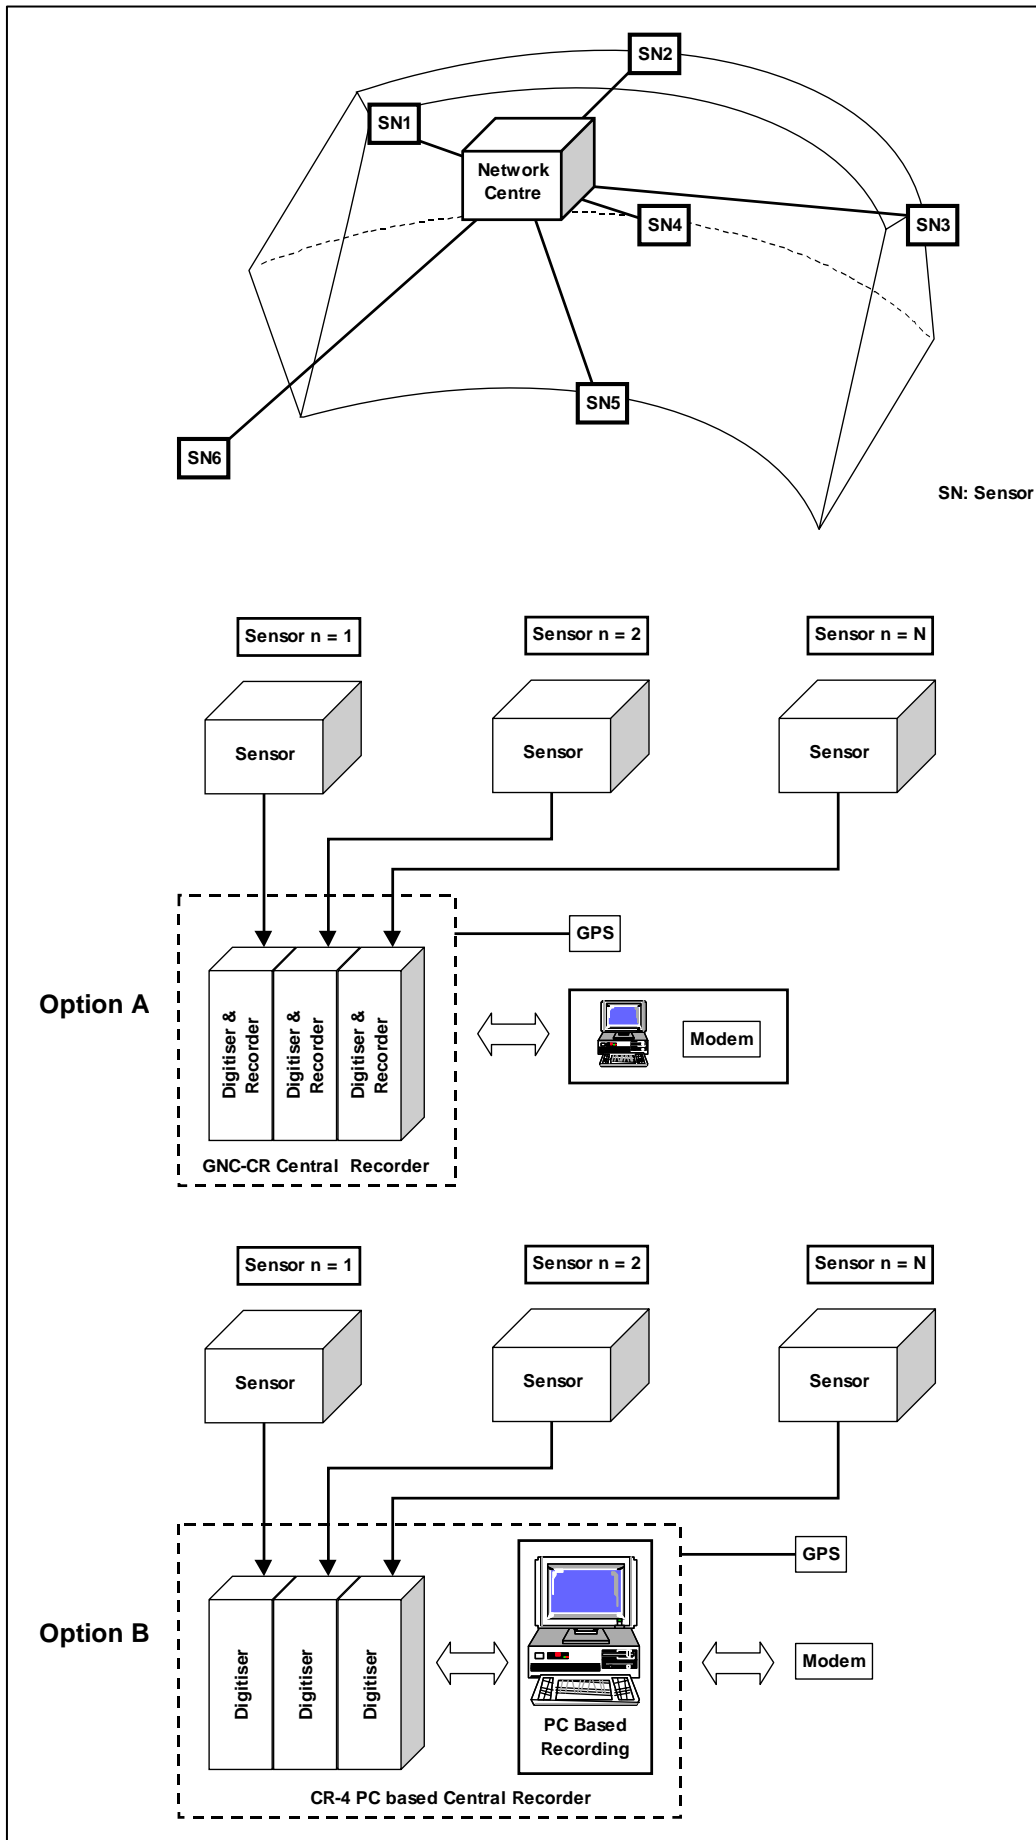 SN2
SN1
Network
Centre
SN4
SN3
SN5
SN6
SN: Sensor
Sensor n = 1
Sensor n = 2
Sensor n = N
Sensor
Sensor
Sensor
GPS
Option A
Digitiser &
Recorder
Digitiser &
Recorder
Digitiser &
Recorder
Modem
GNC-CR Central Recorder
Sensor n = 1
Sensor n = 2
Sensor n = N
Sensor
Sensor
Sensor
GPS
Option B
Digitiser
Digitiser
Digitiser
Modem
PC Based
Recording
CR-4 PC based Central Recorder